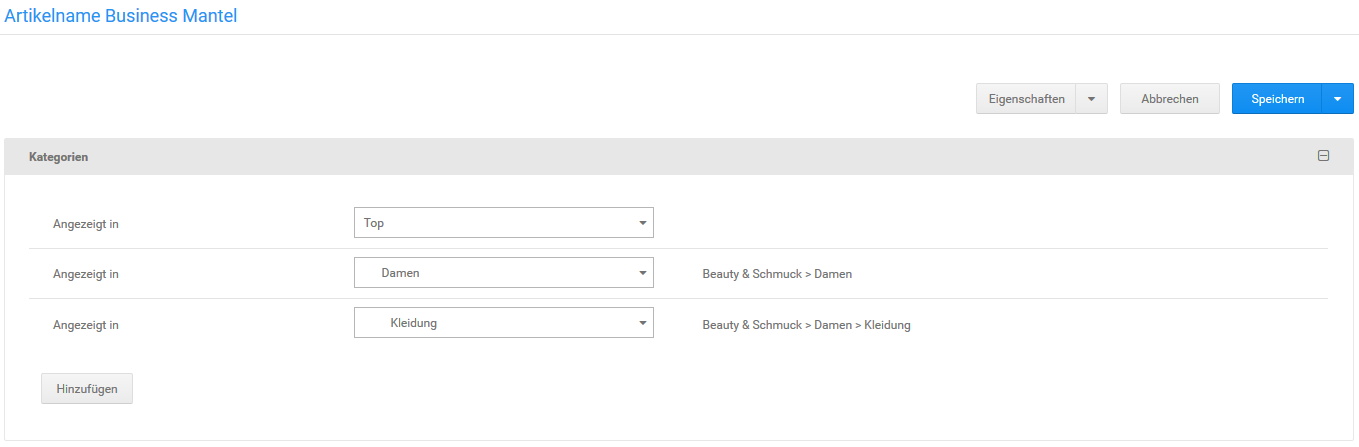 Artikelname Business Mantel
Eigenschaften Abbrechen Speichern
Kategorien
Angezeigt in Top
Angezeigt in Damen Beauty & Schmuck > Damen
Angezeigt in Kleidung Beauty & Schmuck > Damen > Kleidung
Hinzufügen